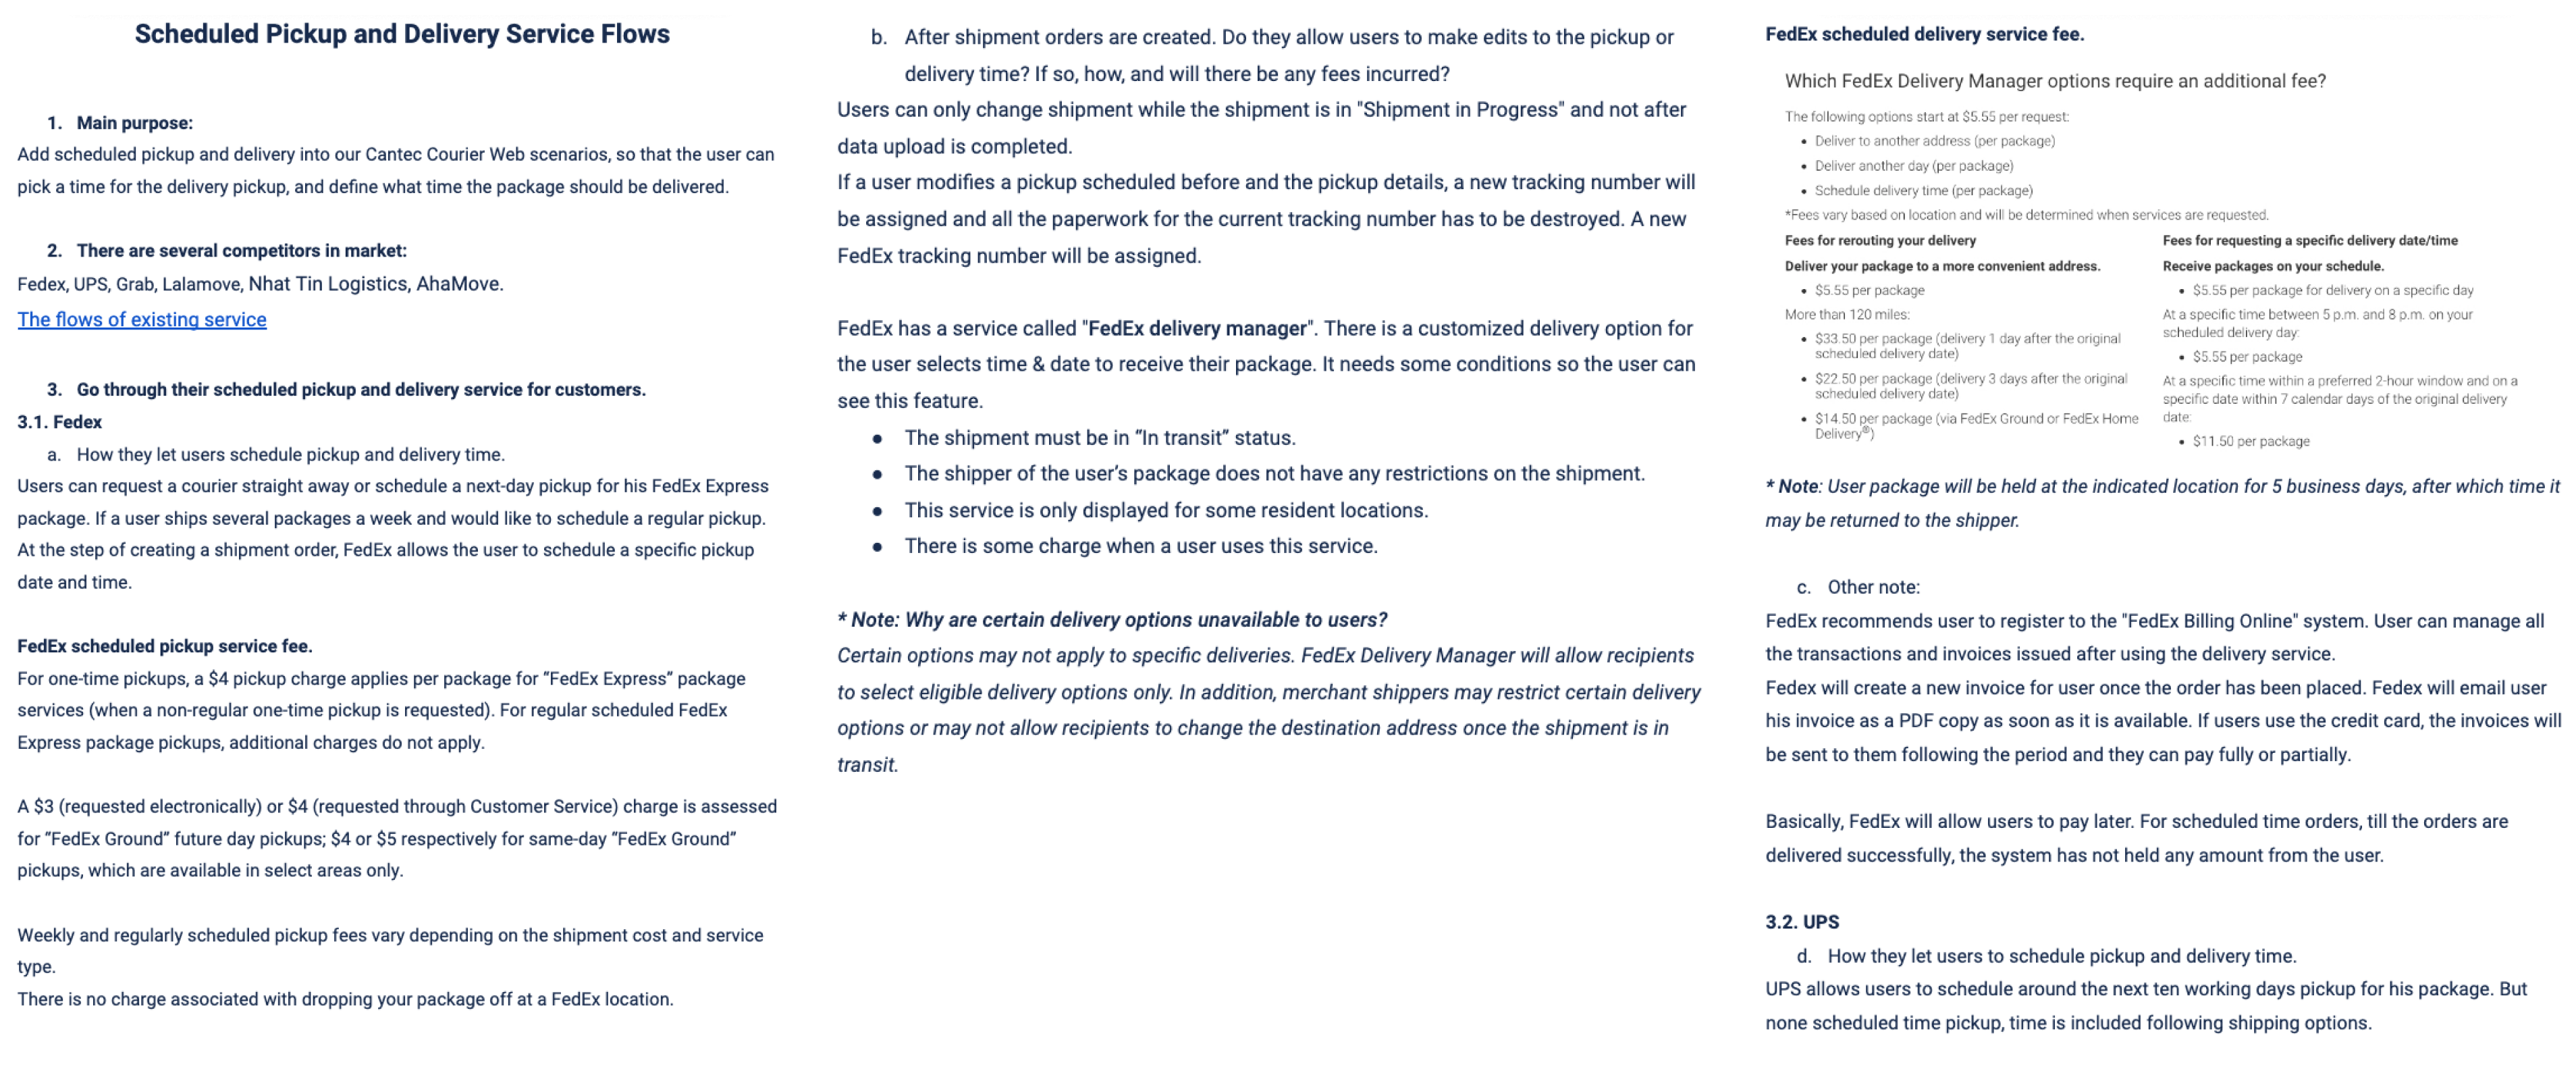 Scheduled Pickup and Delivery Service Flows
1. Main purpose:
Add scheduled pickup and delivery into our Cantec Courier Web scenarios, so that the user can
pick a time for the delivery pickup, and define what time the package should be delivered.
2. There are several competitors in market:
Fedex, UPS, Grab, Lalamove, Nhat Tin Logistics, AhaMove.
The flows of existing service
3. Go through their scheduled pickup and delivery service for customers.
3.1. Fedex
a. How they let users schedule pickup and delivery time.
Users can request a courier straight away or schedule a next-day pickup for his FedEx Express
package. If a user ships several packages a week and would like to schedule a regular pickup.
At the step of creating a shipment order, FedEx allows the user to schedule a specific pickup
date and time.
FedEx scheduled pickup service fee.
For one-time pickups, a $4 pickup charge applies per package for “FedEx Express” package
services (when a non-regular one-time pickup is requested). For regular scheduled FedEx
Express package pickups, additional charges do not apply.
A $3 (requested electronically) or $4 (requested through Customer Service) charge is assessed
for “FedEx Ground” future day pickups; $4 or $5 respectively for same-day “FedEx Ground”
pickups, which are available in select areas only.
Weekly and regularly scheduled pickup fees vary depending on the shipment cost and service
type.
There is no charge associated with dropping your package off at a FedEx location.
b. After shipment orders are created. Do they allow users to make edits to the pickup or
delivery time? If so, how, and will there be any fees incurred?
Users can only change shipment while the shipment is in "Shipment in Progress" and not after
data upload is completed.
If a user modifies a pickup scheduled before and the pickup details, a new tracking number will
be assigned and all the paperwork for the current tracking number has to be destroyed. A new
FedEx tracking number will be assigned.
FedEx has a service called "FedEx delivery manager". There is a customized delivery option for
the user selects time & date to receive their package. It needs some conditions so the user can
see this feature.
● The shipment must be in “In transit” status.
● The shipper of the user’s package does not have any restrictions on the shipment.
● This service is only displayed for some resident locations.
● There is some charge when a user uses this service.
* Note: Why are certain delivery options unavailable to users?
Certain options may not apply to specific deliveries. FedEx Delivery Manager will allow recipients
to select eligible delivery options only. In addition, merchant shippers may restrict certain delivery
options or may not allow recipients to change the destination address once the shipment is in
transit.
FedEx scheduled delivery service fee.
Which FedEx Delivery Manager options require an additional fee?
The following options start at $5.55 per request:
• Deliver to another address (per package)
• Deliver another day (per package)
• Schedule delivery time (per package)
*Fees vary based on location and will be determined when services are requested.
Fees for rerouting your delivery
Deliver your package to a more convenient address.
• $5.55 per package
More than 120 miles:
• $33.50 per package (delivery 1 day after the original
scheduled delivery date)
• $22.50 per package (delivery 3 days after the original
scheduled delivery date)
• $14.50 per package (via FedEx Ground or FedEx Home
Delivery®)
Fees for requesting a specific delivery date/time
Receive packages on your schedule.
• $5.55 per package for delivery on a specific day
At a specific time between 5 p.m. and 8 p.m. on your
scheduled delivery day:
• $5.55 per package
At a specific time within a preferred 2-hour window and on a
specific date within 7 calendar days of the original delivery
date:
• $11.50 per package
* Note: User package will be held at the indicated location for 5 business days, after which time it
may be returned to the shipper.
c. Other note:
FedEx recommends user to register to the "FedEx Billing Online" system. User can manage all
the transactions and invoices issued after using the delivery service.
Fedex will create a new invoice for user once the order has been placed. Fedex will email user
his invoice as a PDF copy as soon as it is available. If users use the credit card, the invoices will
be sent to them following the period and they can pay fully or partially.
Basically, FedEx will allow users to pay later. For scheduled time orders, till the orders are
delivered successfully, the system has not held any amount from the user.
3.2. UPS
d. How they let users to schedule pickup and delivery time.
UPS allows users to schedule around the next ten working days pickup for his package. But
none scheduled time pickup, time is included following shipping options.